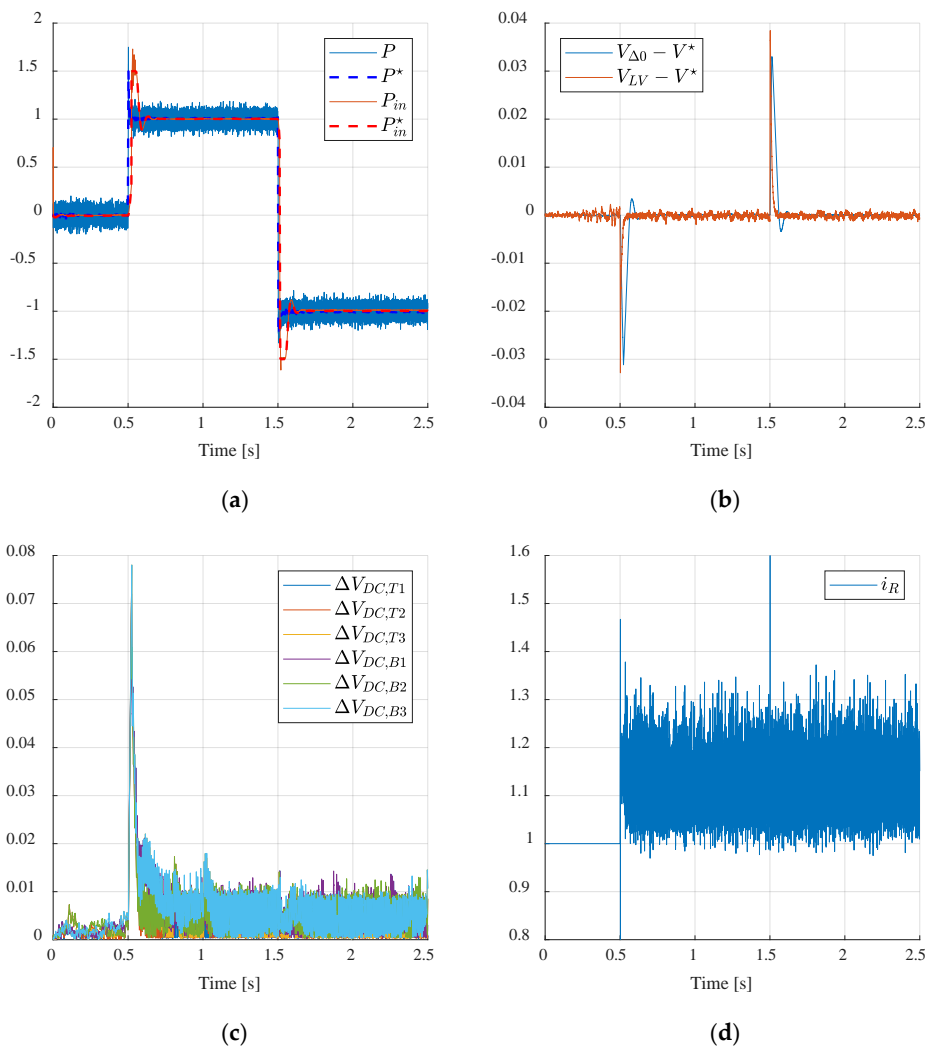 2
1.5
1
0.5
0
-0.5
-1
-1.5
-2
0 0.5 1 1.5 2 2.5
Time [s]
P
P⋆
P_in
P⋆_in
(a)
0.04
0.03
0.02
0.01
0
-0.01
-0.02
-0.03
-0.04
0 0.5 1 1.5 2 2.5
Time [s]
V_Δ0 − V⋆
V_LV − V⋆
(b)
0.08
0.07
0.06
0.05
0.04
0.03
0.02
0.01
0
0 0.5 1 1.5 2 2.5
Time [s]
ΔV_DC,T1
ΔV_DC,T2
ΔV_DC,T3
ΔV_DC,B1
ΔV_DC,B2
ΔV_DC,B3
(c)
1.6
1.5
1.4
1.3
1.2
1.1
1
0.9
0.8
0 0.5 1 1.5 2 2.5
Time [s]
i_R
(d)